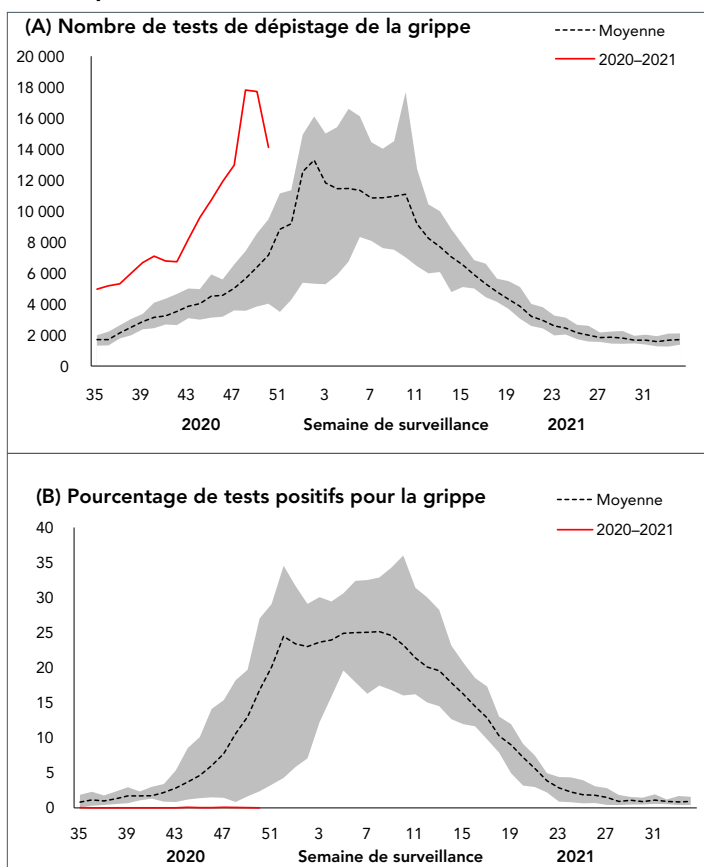 (A) Nombre de tests de dépistage de la grippe
Moyenne
2020–2021
20 000
18 000
16 000
14 000
12 000
10 000
8 000
6 000
4 000
2 000
0
35 39 43 47 51 3 7 11 15 19 23 27 31
2020 Semaine de surveillance 2021
(B) Pourcentage de tests positifs pour la grippe
Moyenne
2020–2021
40
35
30
25
20
15
10
5
0
35 39 43 47 51 3 7 11 15 19 23 27 31
2020 Semaine de surveillance 2021